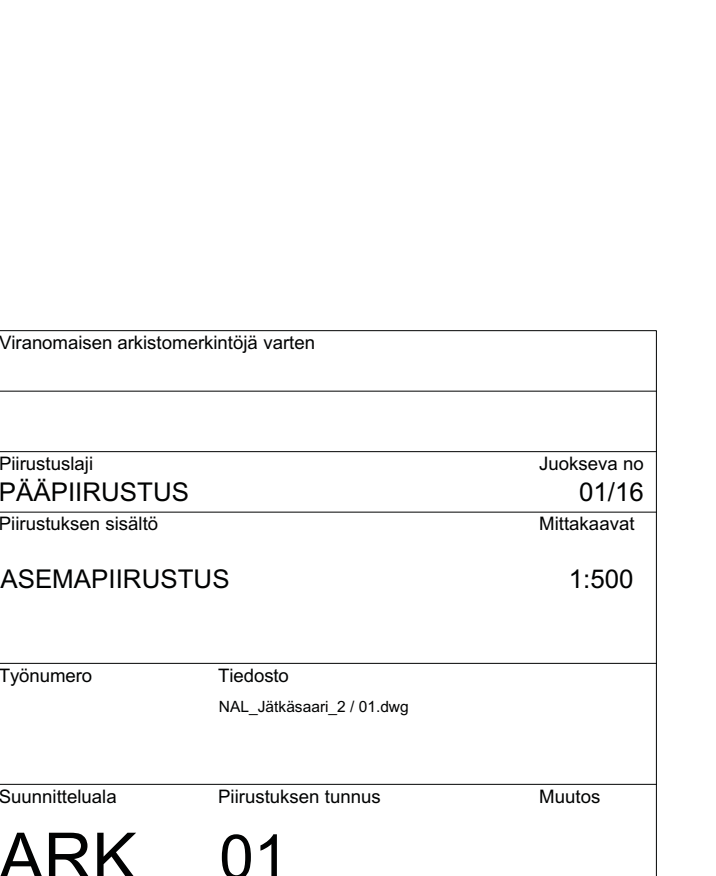 Viranomaisen arkistomerkintöjä varten
Piirustuslaji Juokseva no
PÄÄPIIRUSTUS 01/16
Piirustuksen sisältö Mittakaavat
ASEMAPIIRUSTUS 1:500
Työnumero Tiedosto
NAL_Jätkäsaari_2 / 01.dwg
Suunnitteluala Piirustuksen tunnus Muutos
ARK 01